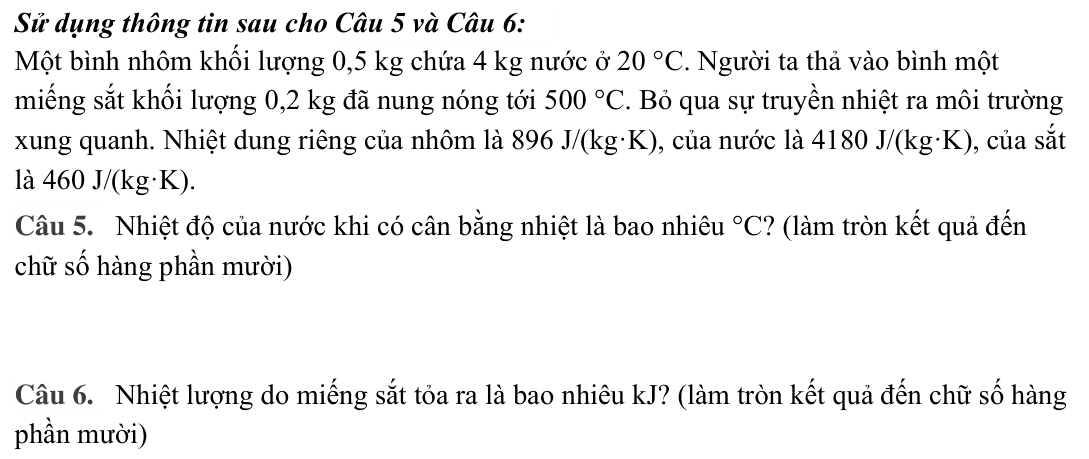 Sử dụng thông tin sau cho Câu 5 và Câu 6:
Một bình nhôm khối lượng 0,5 kg chứa 4 kg nước ở 20 °C. Người ta thả vào bình một
miếng sắt khối lượng 0,2 kg đã nung nóng tới 500 °C. Bỏ qua sự truyền nhiệt ra môi trường
xung quanh. Nhiệt dung riêng của nhôm là 896 J/(kg·K), của nước là 4180 J/(kg·K), của sắt
là 460 J/(kg·K).
Câu 5. Nhiệt độ của nước khi có cân bằng nhiệt là bao nhiêu °C? (làm tròn kết quả đến
chữ số hàng phần mười)
Câu 6. Nhiệt lượng do miếng sắt tỏa ra là bao nhiêu kJ? (làm tròn kết quả đến chữ số hàng
phần mười)